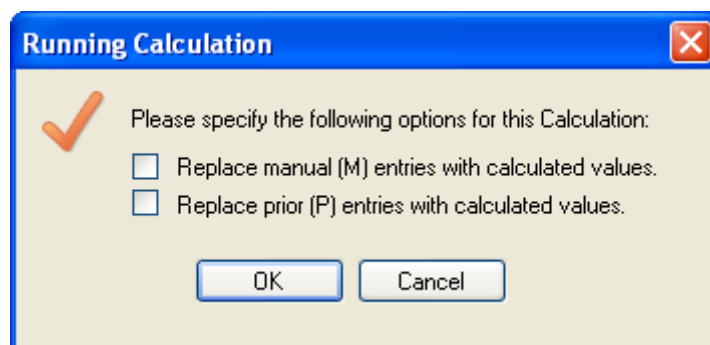 Running Calculation
Please specify the following options for this Calculation:
Replace manual (M) entries with calculated values.
Replace prior (P) entries with calculated values.
OK Cancel